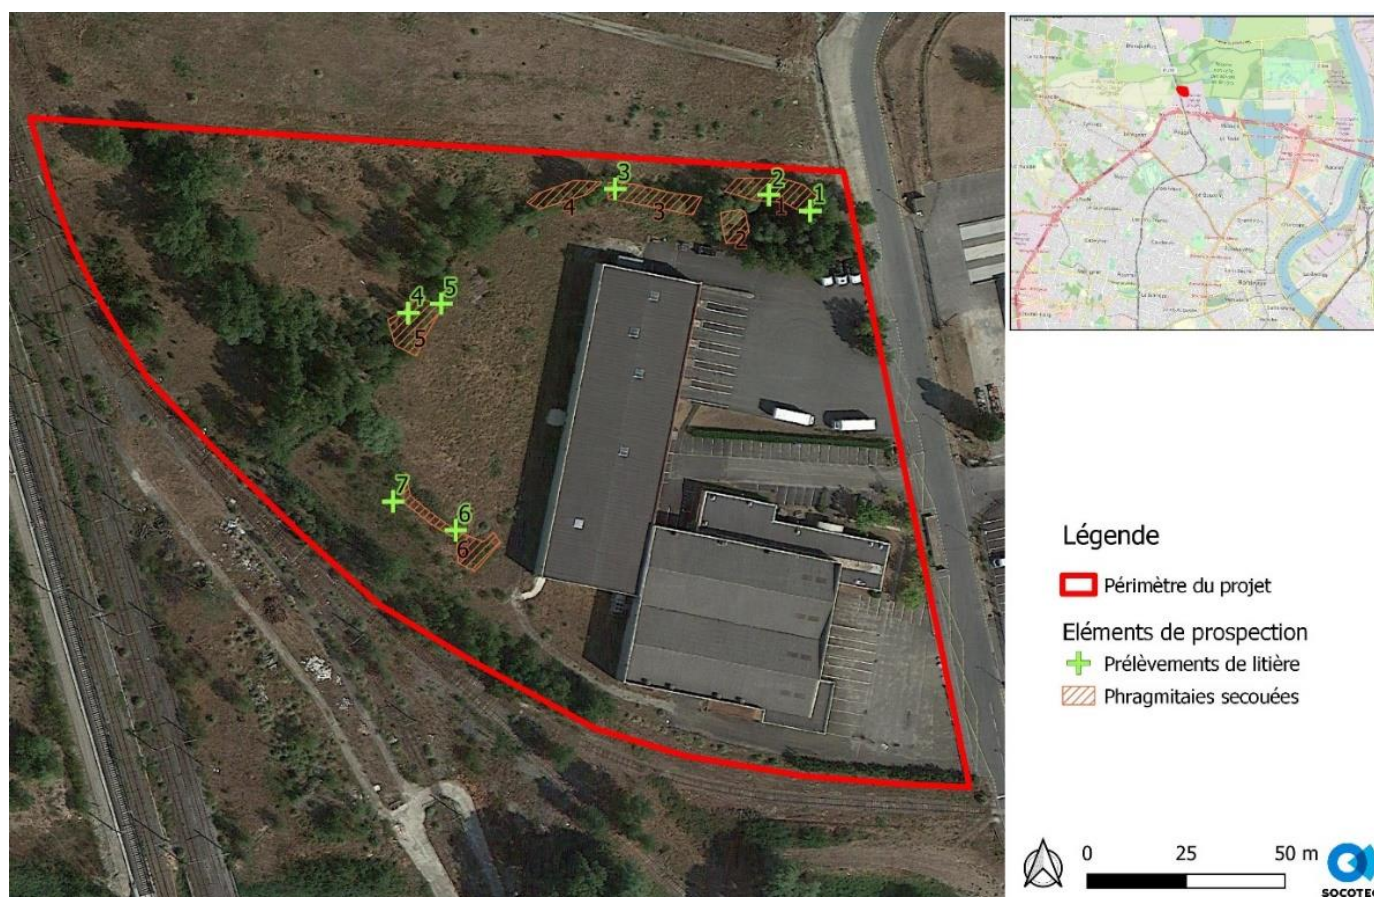 3
2
1
4
3
1
2
5
4
5
7
6
6
Légende
Périmètre du projet
Eléments de prospection
Prélèvements de litière
Phragmitaies secouées
0 25 50 m
SOCOTEC